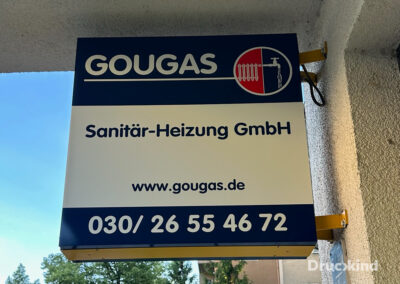 GOUGAS
Sanitär-Heizung GmbH
www.gougas.de
030/ 26 55 46 72
Druckkind